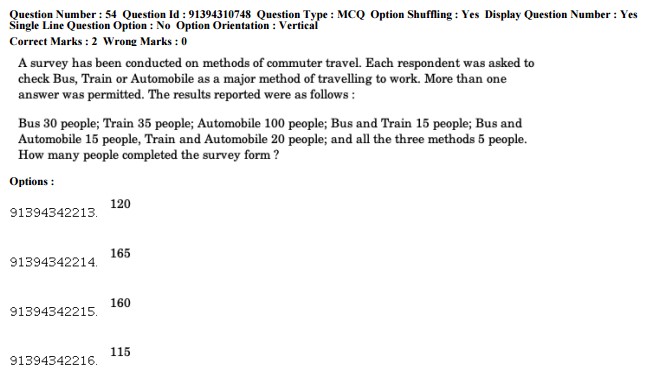 Question Number : 54 Question Id : 91394310748 Question Type : MCQ Option Shuffling : Yes Display Question Number : Yes
Single Line Question Option : No Option Orientation : Vertical
Correct Marks : 2 Wrong Marks : 0
A survey has been conducted on methods of commuter travel. Each respondent was asked to
check Bus, Train or Automobile as a major method of travelling to work. More than one
answer was permitted. The results reported were as follows :
Bus 30 people; Train 35 people; Automobile 100 people; Bus and Train 15 people; Bus and
Automobile 15 people, Train and Automobile 20 people; and all the three methods 5 people.
How many people completed the survey form ?
Options :
91394342213. 120
91394342214. 165
91394342215. 160
91394342216. 115